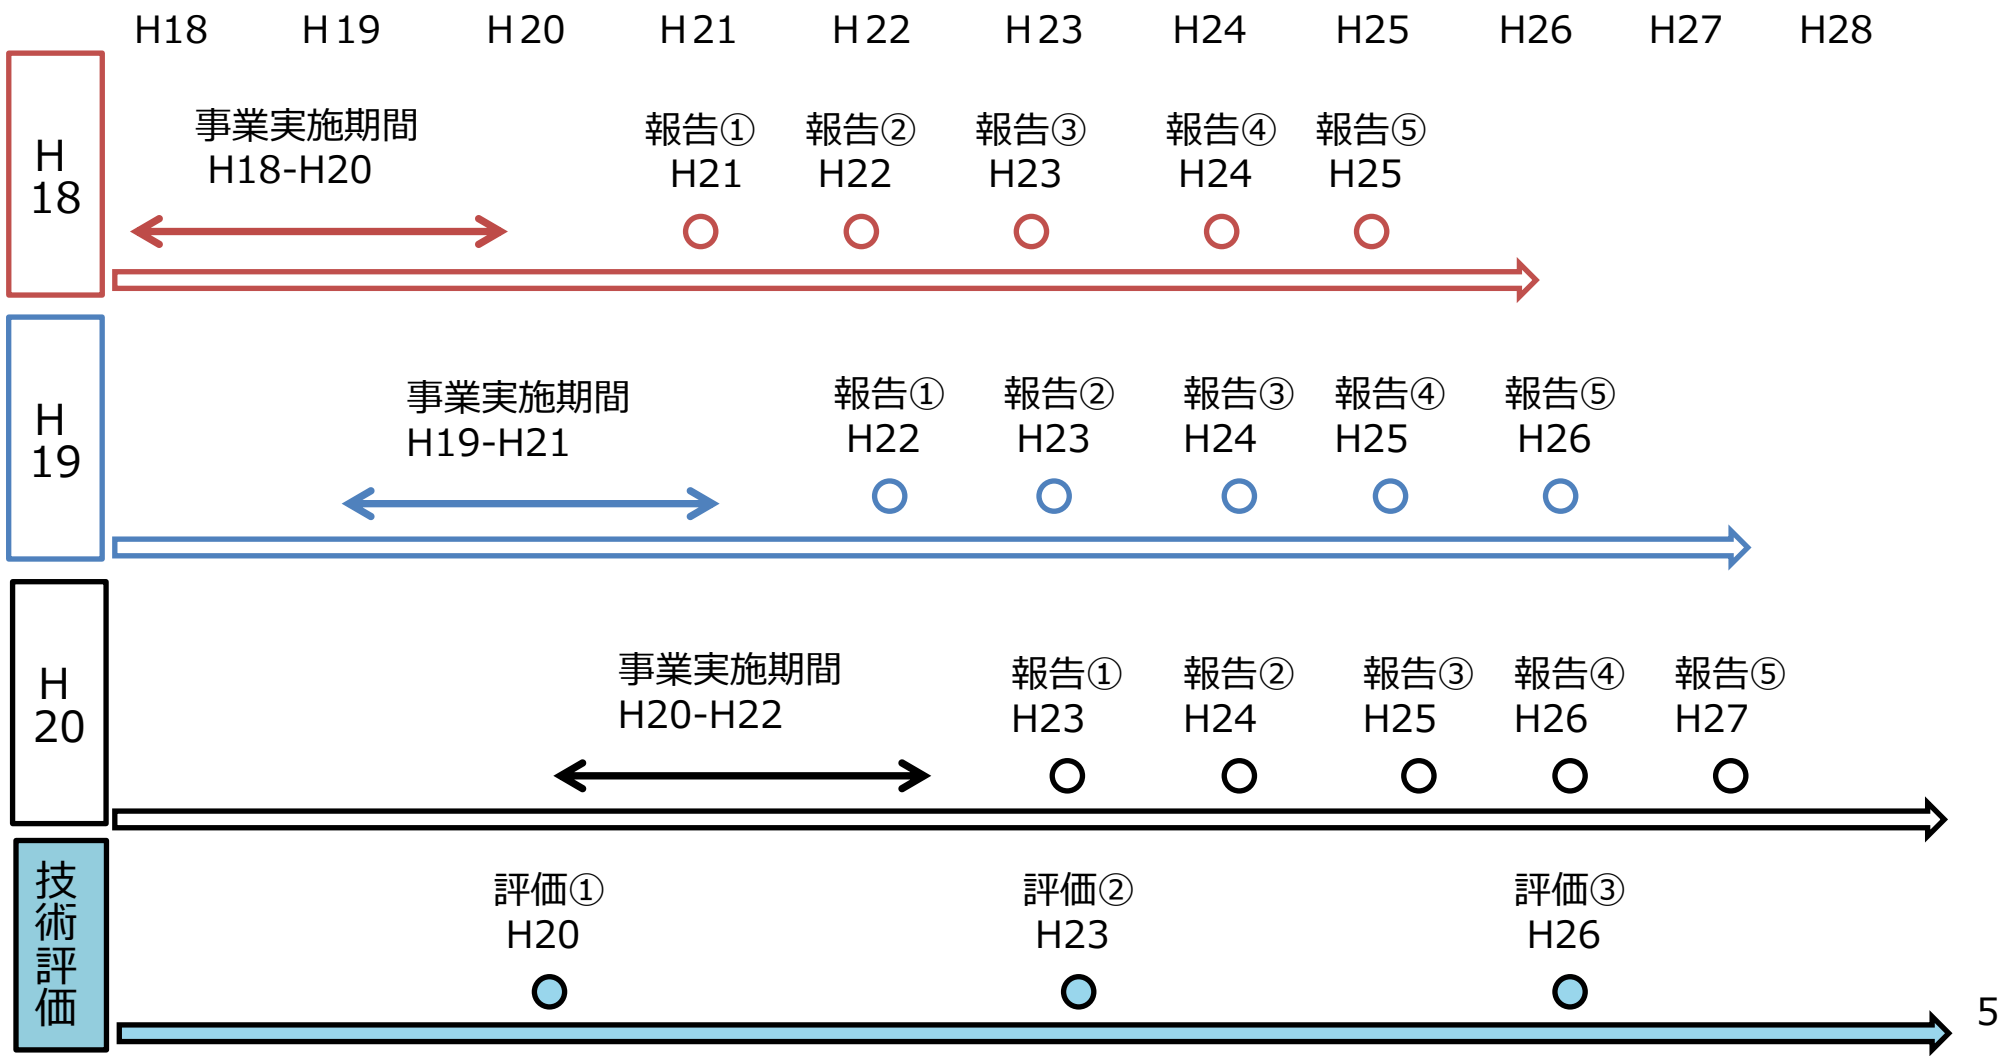 H18 H19 H20 H21 H22 H23 H24 H25 H26 H27 H28
H
18
事業実施期間
H18-H20
報告① 報告② 報告③ 報告④ 報告⑤
H21 H22 H23 H24 H25
H
19
事業実施期間
H19-H21
報告① 報告② 報告③ 報告④ 報告⑤
H22 H23 H24 H25 H26
H
20
事業実施期間
H20-H22
報告① 報告② 報告③ 報告④ 報告⑤
H23 H24 H25 H26 H27
技術評価
評価① 評価② 評価③
H20 H23 H26
5